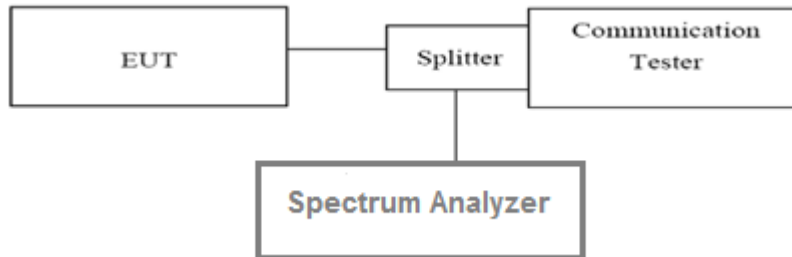 EUT
Splitter
Communication
Tester
Spectrum Analyzer